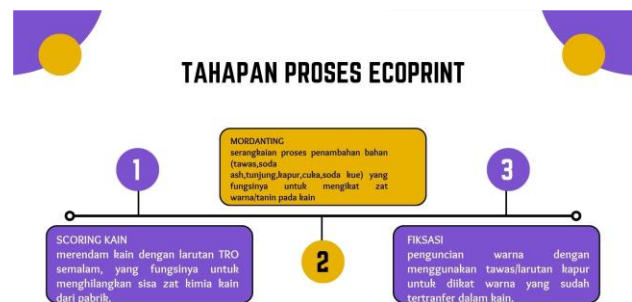 TAHAPAN PROSES ECOPRINT
1
SCORING KAIN
merendam kain dengan larutan TRO
semalam, yang fungsinya untuk
menghilangkan sisa zat kimia kain
dari pabrik.
MORDANTING
serangkaian proses penambahan bahan
(tawas,soda
ash,tunjung,kapur,cuka,soda kue) yang
fungsinya untuk mengikat zat
warna/tanin pada kain
2
3
FIKSASI
penguncian warna dengan
menggunakan tawas/larutan kapur
untuk diikat warna yang sudah
tertranfer dalam kain.